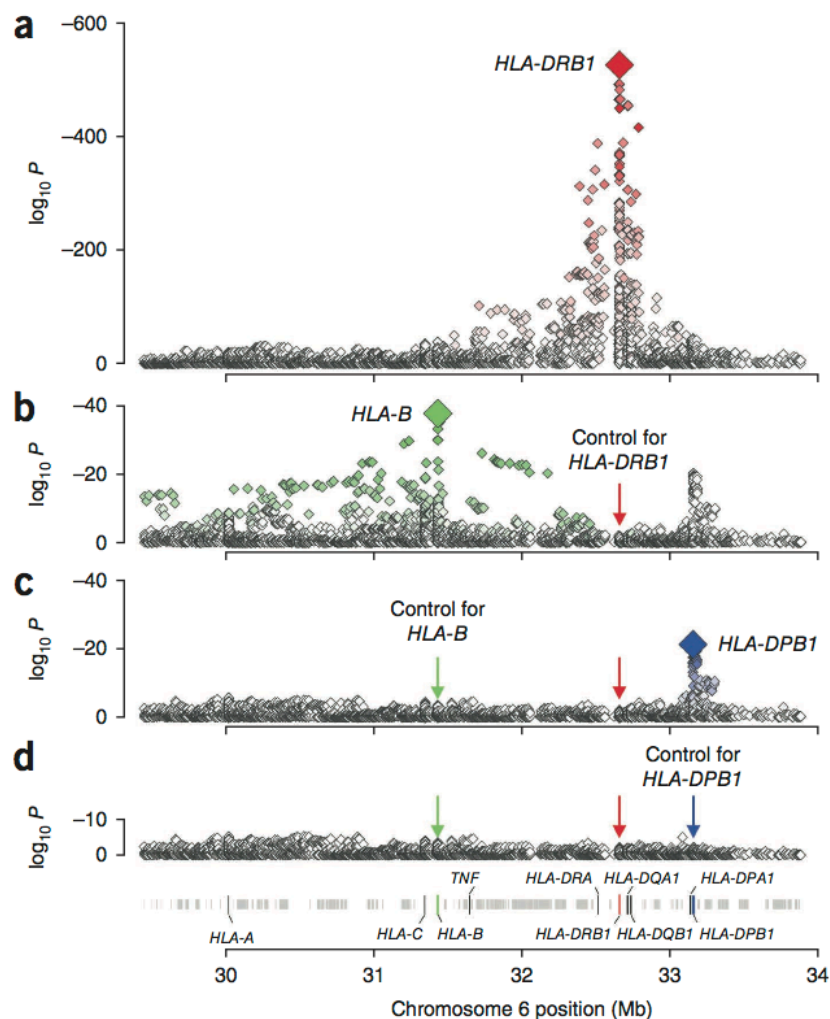 a
–600
–400
–200
0
log10 P
HLA-DRB1
b
–40
–20
0
log10 P
HLA-B
Control for
HLA-DRB1
c
–40
–20
0
log10 P
Control for
HLA-B
HLA-DPB1
d
–10
0
log10 P
Control for
HLA-DPB1
TNF HLA-DRA HLA-DQA1 HLA-DPA1
HLA-A HLA-C HLA-B HLA-DRB1 HLA-DQB1 HLA-DPB1
30 31 32 33 34
Chromosome 6 position (Mb)